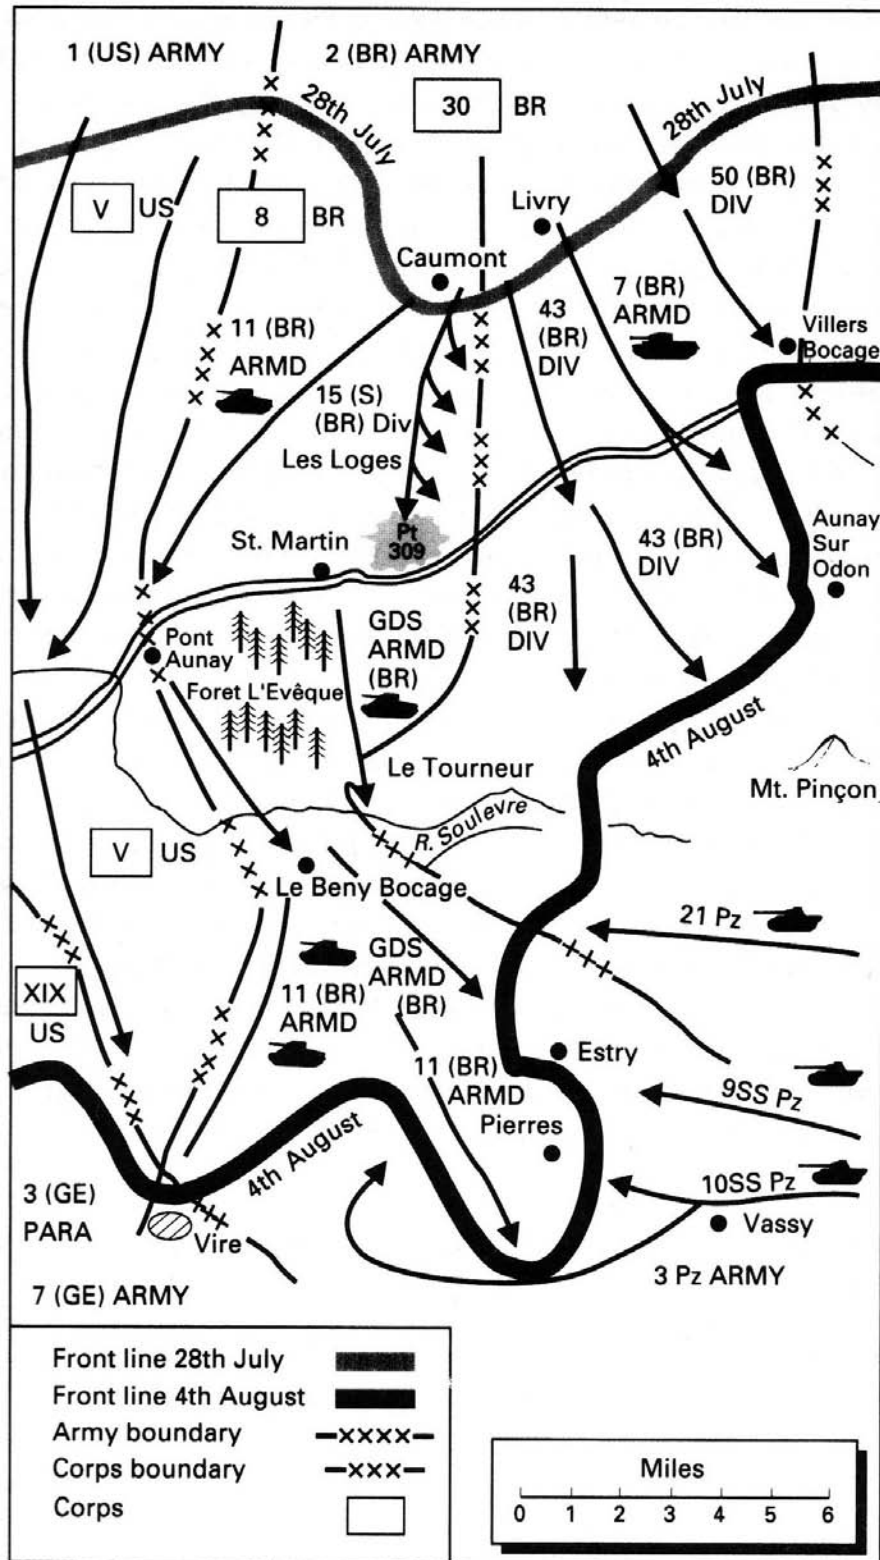 1 (US) ARMY
2 (BR) ARMY
30 BR
28th July
28th July
V US
8 BR
50 (BR)
DIV
Livry
Caumont
11 (BR)
ARMD
43
(BR)
DIV
7 (BR)
ARMD
Villers
Bocage
15 (S)
(BR) Div
Les Loges
Pt
309
St. Martin
Aunay
Sur
Odon
43 (BR)
DIV
43
(BR)
DIV
GDS
ARMD
(BR)
Pont
Aunay
Foret L'Evêque
4th August
Le Tourneur
Mt. Pinçon
R. Soulevre
V US
Le Beny Bocage
21 Pz
GDS
ARMD
(BR)
XIX
US
11 (BR)
ARMD
Estry
11 (BR)
ARMD
9SS Pz
Pierres
4th August
10SS Pz
3 (GE)
PARA
Vire
Vassy
3 Pz ARMY
7 (GE) ARMY
Front line 28th July
Front line 4th August
Army boundary
Corps boundary
Corps
Miles
0 1 2 3 4 5 6